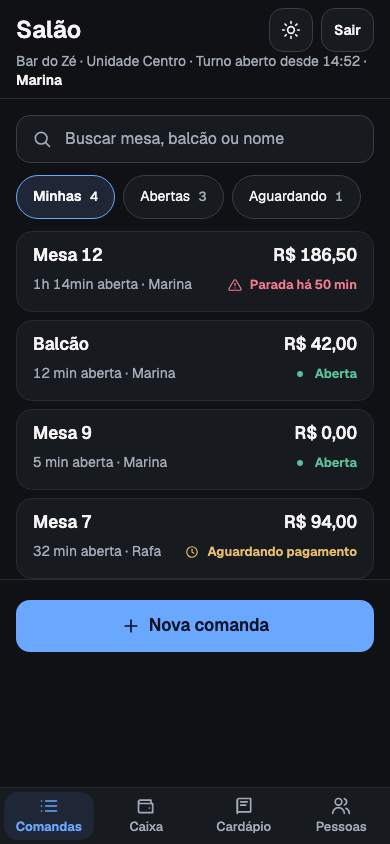 Salão
Sair
Bar do Zé · Unidade Centro · Turno aberto desde 14:52 ·
Marina
Buscar mesa, balcão ou nome
Minhas 4
Abertas 3
Aguardando 1
Mesa 12
R$ 186,50
1h 14min aberta · Marina
Parada há 50 min
Balcão
R$ 42,00
12 min aberta · Marina
Aberta
Mesa 9
R$ 0,00
5 min aberta · Marina
Aberta
Mesa 7
R$ 94,00
32 min aberta · Rafa
Aguardando pagamento
Nova comanda
Comandas
Caixa
Cardápio
Pessoas